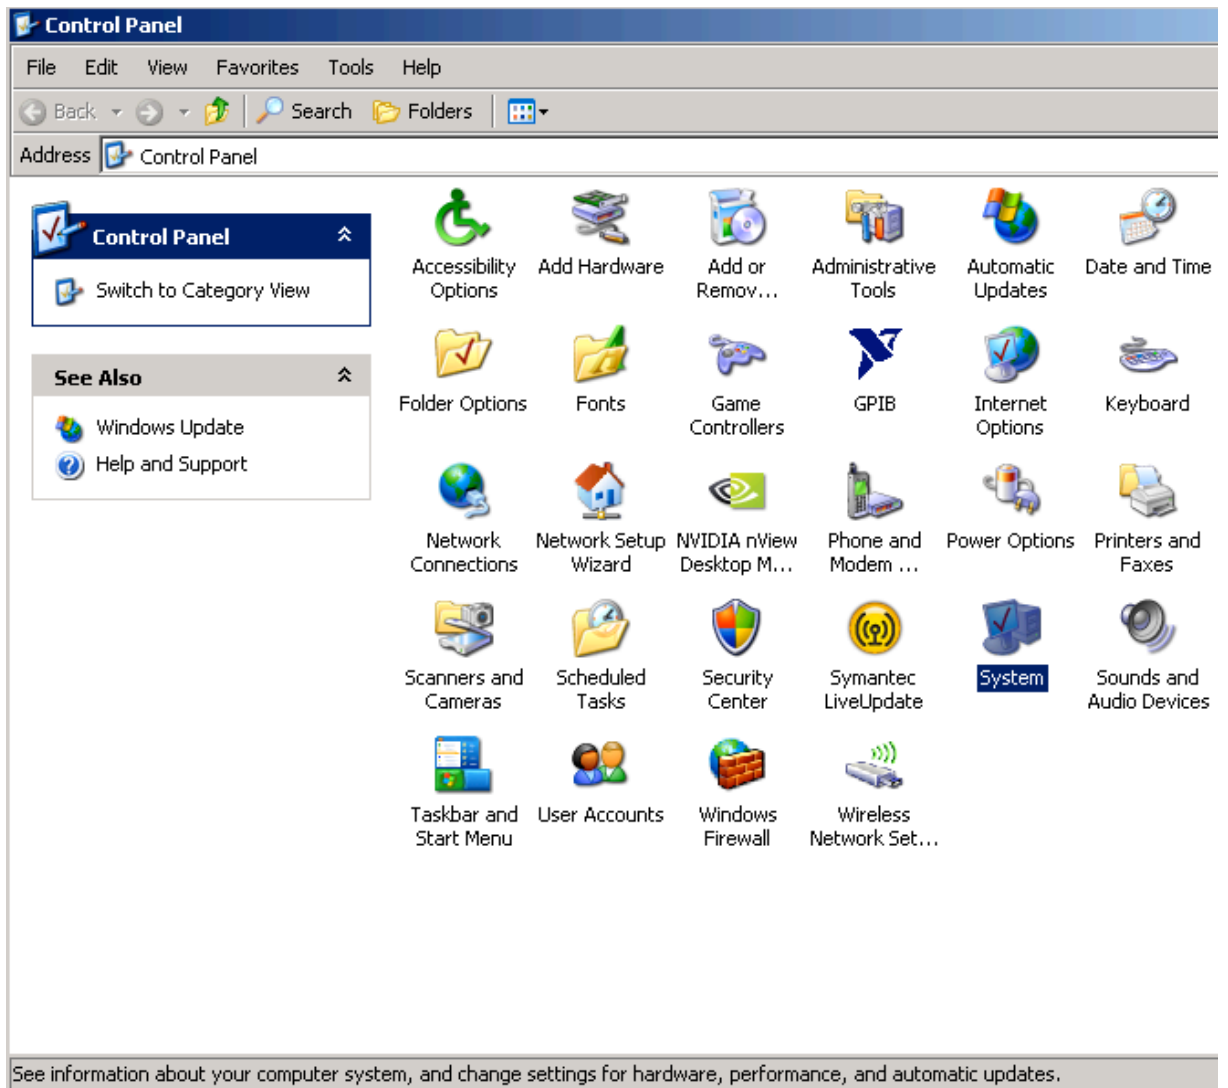 Control Panel
File Edit View Favorites Tools Help
Back Search Folders
Address Control Panel
Control Panel
Switch to Category View
See Also
Windows Update
Help and Support
Accessibility Options
Add Hardware
Add or Remov...
Administrative Tools
Automatic Updates
Date and Time
Folder Options
Fonts
Game Controllers
GPIB
Internet Options
Keyboard
Network Connections
Network Setup Wizard
NVIDIA nView Desktop M...
Phone and Modem ...
Power Options
Printers and Faxes
Scanners and Cameras
Scheduled Tasks
Security Center
Symantec LiveUpdate
System
Sounds and Audio Devices
Taskbar and Start Menu
User Accounts
Windows Firewall
Wireless Network Set...
See information about your computer system, and change settings for hardware, performance, and automatic updates.